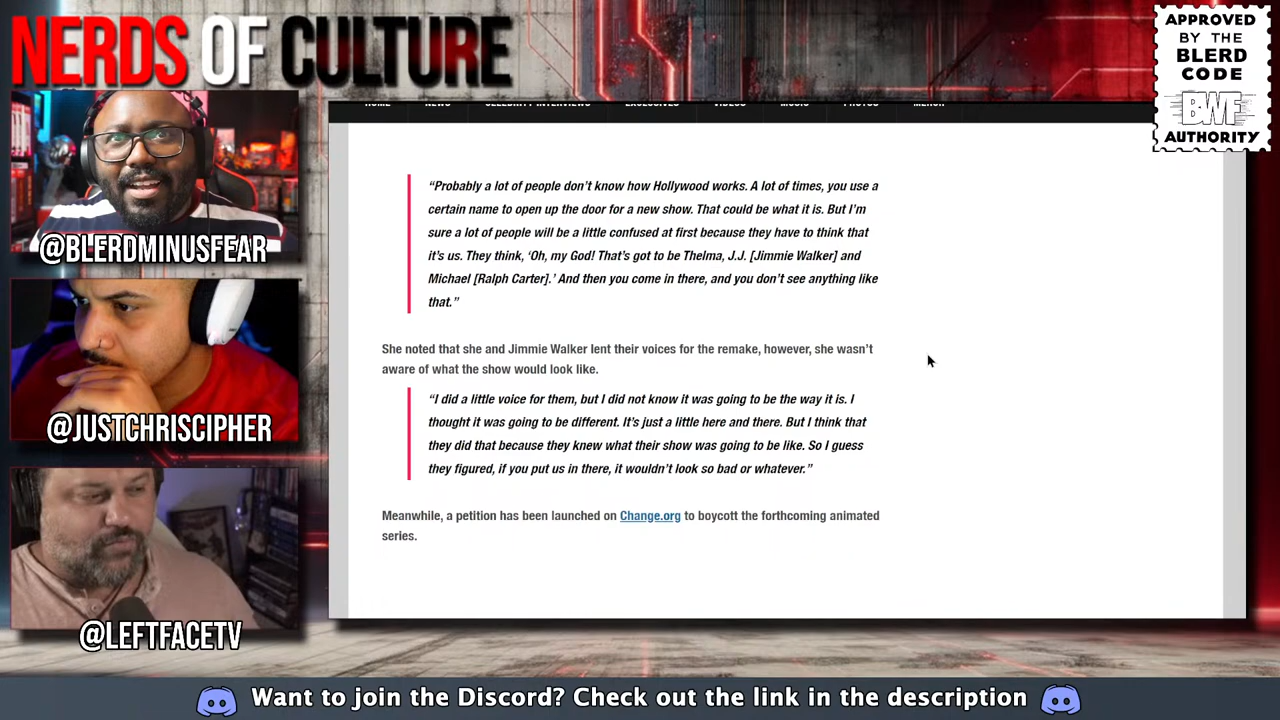 NERDS OF CULTURE
APPROVED
BY THE
BLERD
CODE
BWF
AUTHORITY
HOME NEWS CELEBRITY INTERVIEWS EXCLUSIVES VIDEOS MUSIC PHOTOS MERCH
“Probably a lot of people don’t know how Hollywood works. A lot of times, you use a
certain name to open up the door for a new show. That could be what it is. But I’m
sure a lot of people will be a little confused at first because they have to think that
it’s us. They think, ‘Oh, my God! That’s got to be Thelma, J.J. [Jimmie Walker] and
Michael [Ralph Carter].’ And then you come in there, and you don’t see anything like
that.”
She noted that she and Jimmie Walker lent their voices for the remake, however, she wasn’t
aware of what the show would look like.
“I did a little voice for them, but I did not know it was going to be the way it is. I
thought it was going to be different. It’s just a little here and there. But I think that
they did that because they knew what their show was going to be like. So I guess
they figured, if you put us in there, it wouldn’t look so bad or whatever.”
Meanwhile, a petition has been launched on Change.org to boycott the forthcoming animated
series.
@BLERDMINUSFEAR
@JUSTCHRISCIPHER
@LEFTFACETV
Want to join the Discord? Check out the link in the description